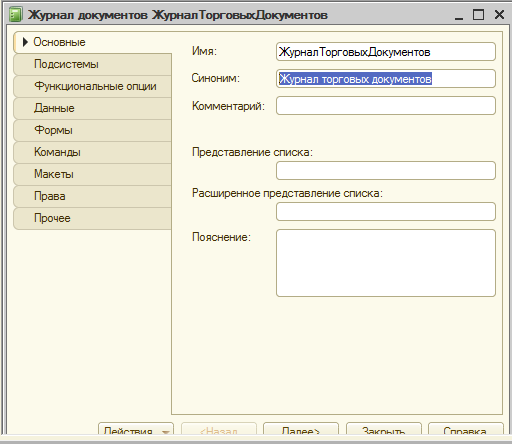 Журнал документов ЖурналТорговыхДокументов
Основные
Подсистемы
Функциональные опции
Данные
Формы
Команды
Макеты
Права
Прочее
Имя: ЖурналТорговыхДокументов
Синоним: Журнал торговых документов
Комментарий:
Представление списка:
Расширенное представление списка:
Пояснение:
Действия <Назад Далее> Закрыть Справка